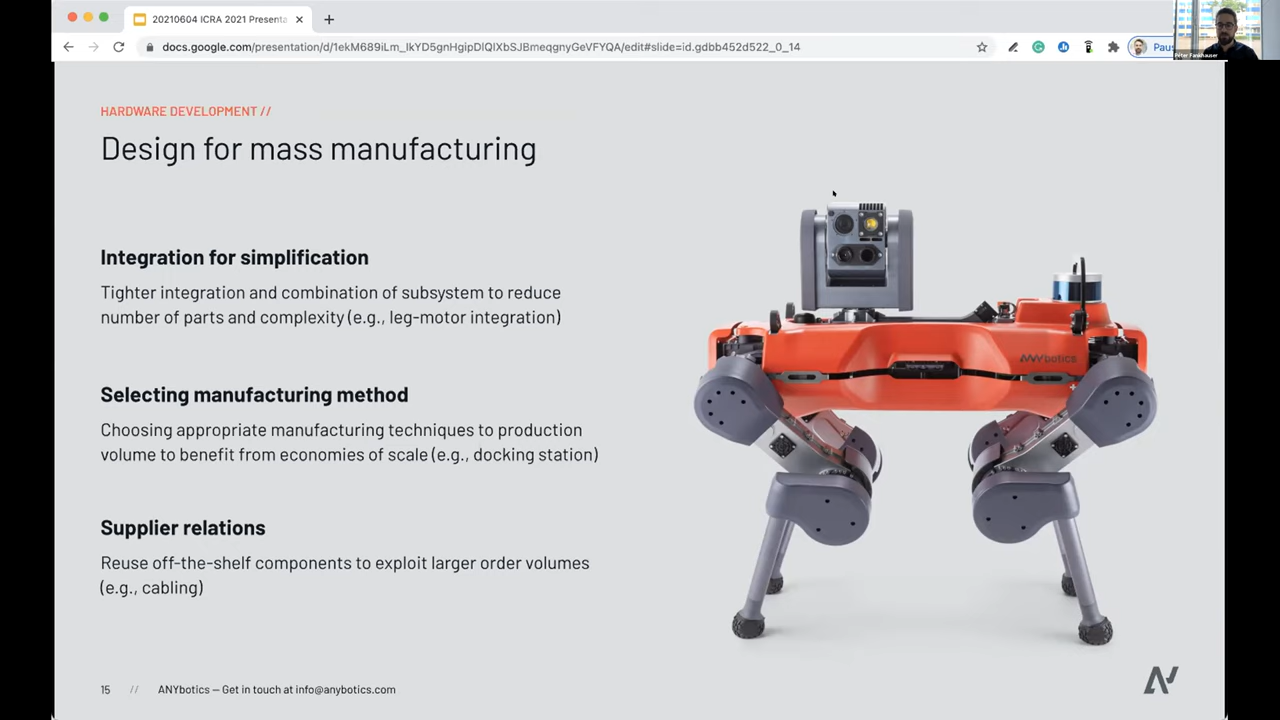 20210604 ICRA 2021 Presenta
docs.google.com/presentation/d/1ekM689iLm_IkYD5gnHgipDlQlXbSJBmeqgnyGeVFYQA/edit#slide=id.gdbb452d522_0_14
Paus
Péter Fankhauser
HARDWARE DEVELOPMENT //
Design for mass manufacturing
Integration for simplification
Tighter integration and combination of subsystem to reduce
number of parts and complexity (e.g., leg-motor integration)
Selecting manufacturing method
Choosing appropriate manufacturing techniques to production
volume to benefit from economies of scale (e.g., docking station)
Supplier relations
Reuse off-the-shelf components to exploit larger order volumes
(e.g., cabling)
ANYbotics
15 // ANYbotics — Get in touch at info@anybotics.com